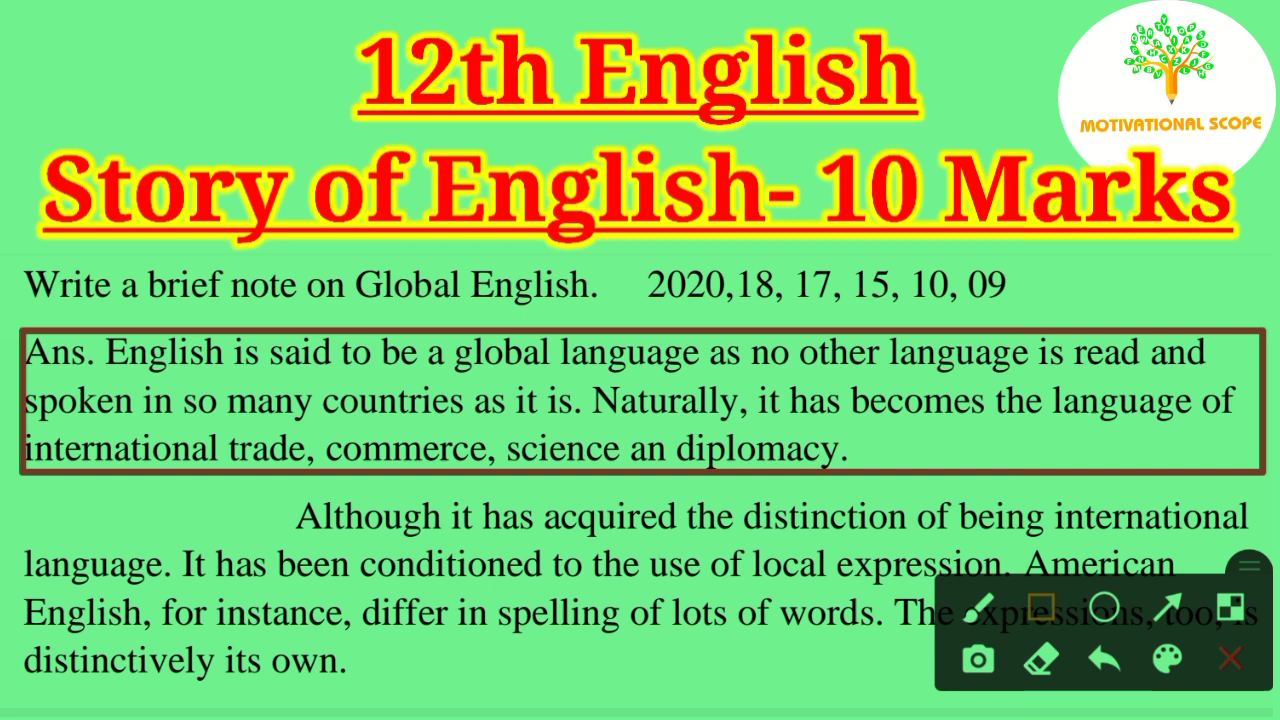 12th English
MOTIVATIONAL SCOPE
Story of English- 10 Marks
Write a brief note on Global English. 2020,18, 17, 15, 10, 09
Ans. English is said to be a global language as no other language is read and
spoken in so many countries as it is. Naturally, it has becomes the language of
international trade, commerce, science an diplomacy.
Although it has acquired the distinction of being international
language. It has been conditioned to the use of local expression. American
English, for instance, differ in spelling of lots of words. The expressions, too, is
distinctively its own.